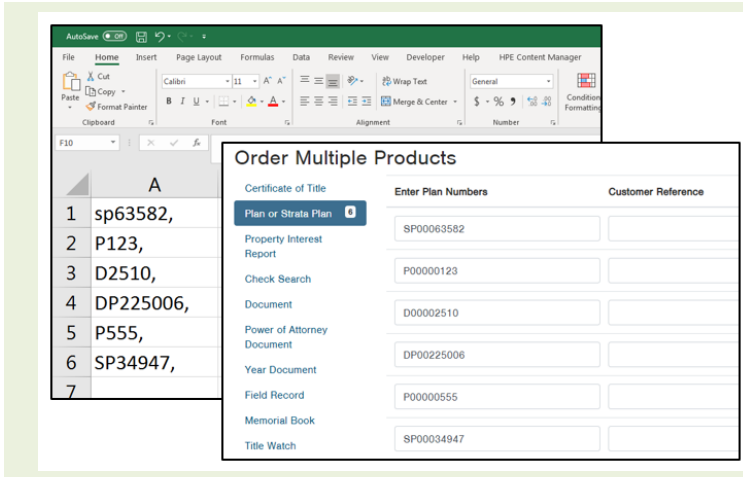 AutoSave Off
File Home Insert Page Layout Formulas Data Review View Developer Help HPE Content Manager
Paste
Cut
Copy
Format Painter
Calibri 11 A^ A˅
B I U A
Wrap Text
Merge & Center
General
$ % 9
Condition
Formatting
Clipboard Font Alignment Number
F10 fx
A
1 sp63582,
2 P123,
3 D2510,
4 DP225006,
5 P555,
6 SP34947,
7
Order Multiple Products
Certificate of Title
Plan or Strata Plan 6
Property Interest
Report
Check Search
Document
Power of Attorney
Document
Year Document
Field Record
Memorial Book
Title Watch
Enter Plan Numbers Customer Reference
SP00063582
P00000123
D00002510
DP00225006
P00000555
SP00034947